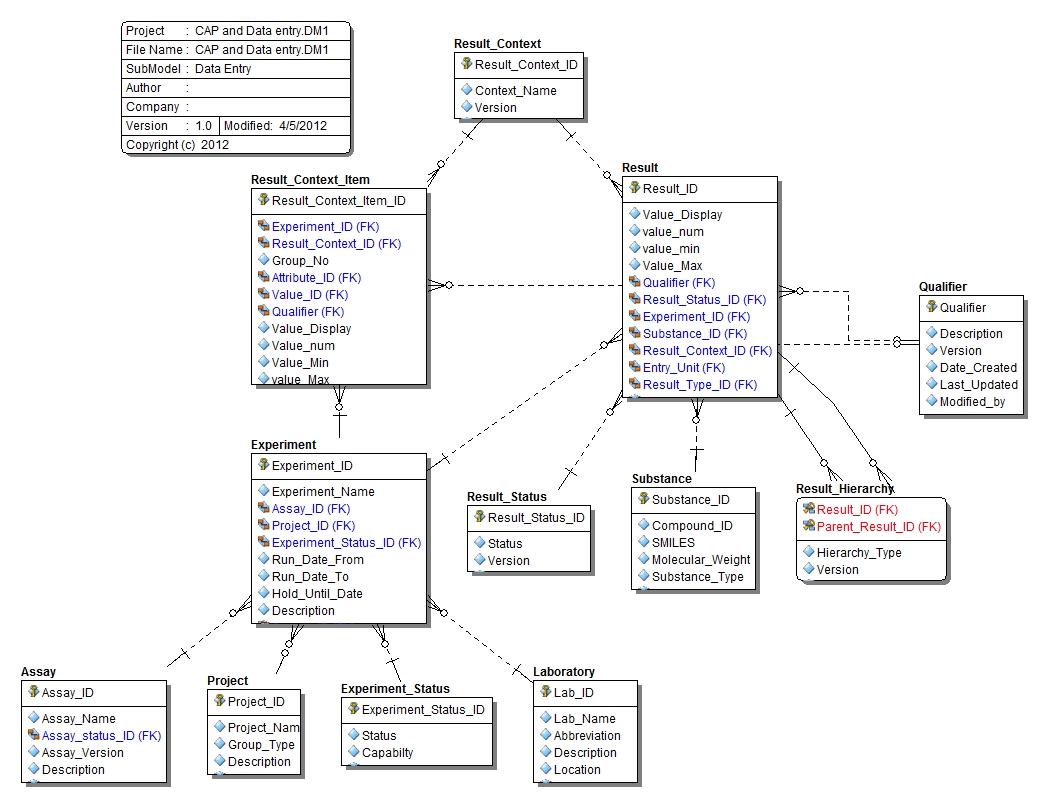 Project : CAP and Data entry.DM1
File Name : CAP and Data entry.DM1
SubModel : Data Entry
Author :
Company :
Version : 1.0 Modified: 4/5/2012
Copyright (c) 2012
Result_Context
Result_Context_ID
Context_Name
Version
Result_Context_Item
Result_Context_Item_ID
Experiment_ID (FK)
Result_Context_ID (FK)
Group_No
Attribute_ID (FK)
Value_ID (FK)
Qualifier (FK)
Value_Display
Value_num
Value_Min
value_Max
Result
Result_ID
Value_Display
value_num
value_min
Value_Max
Qualifier (FK)
Result_Status_ID (FK)
Experiment_ID (FK)
Substance_ID (FK)
Result_Context_ID (FK)
Entry_Unit (FK)
Result_Type_ID (FK)
Qualifier
Qualifier
Description
Version
Date_Created
Last_Updated
Modified_by
Experiment
Experiment_ID
Experiment_Name
Assay_ID (FK)
Project_ID (FK)
Experiment_Status_ID (FK)
Run_Date_From
Run_Date_To
Hold_Until_Date
Description
Result_Status
Result_Status_ID
Status
Version
Substance
Substance_ID
Compound_ID
SMILES
Molecular_Weight
Substance_Type
Result_Hierarchy
Result_ID (FK)
Parent_Result_ID (FK)
Hierarchy_Type
Version
Assay
Assay_ID
Assay_Name
Assay_status_ID (FK)
Assay_Version
Description
Project
Project_ID
Project_Nam
Group_Type
Description
Experiment_Status
Experiment_Status_ID
Status
Capabilty
Laboratory
Lab_ID
Lab_Name
Abbreviation
Description
Location